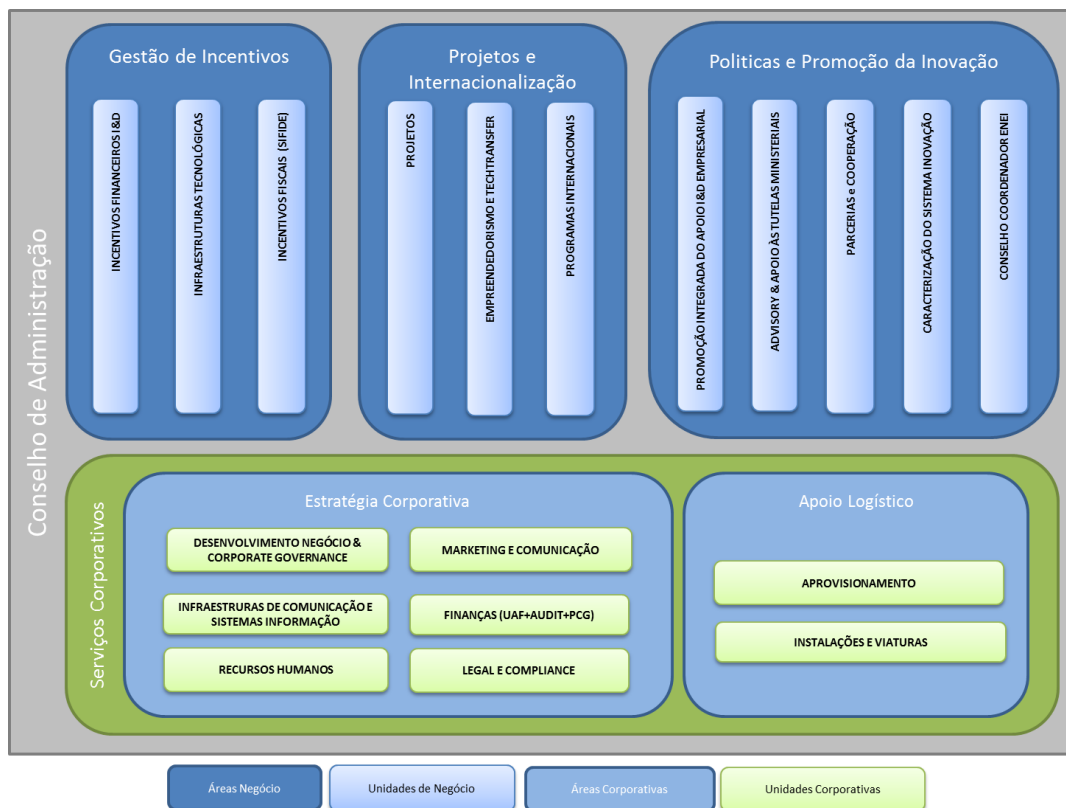 Conselho de Administração
Gestão de Incentivos
INCENTIVOS FINANCEIROS I&D
INFRAESTRUTURAS TECNOLÓGICAS
INCENTIVOS FISCAIS (SIFIDE)
Projetos e
Internacionalização
PROJETOS
EMPREENDEDORISMO E TECHTRANSFER
PROGRAMAS INTERNACIONAIS
Politicas e Promoção da Inovação
PROMOÇÃO INTEGRADA DO APOIO I&D EMPRESARIAL
ADVISORY & APOIO ÀS TUTELAS MINISTERIAIS
PARCERIAS e COOPERAÇÃO
CARACTERIZAÇÃO DO SISTEMA INOVAÇÃO
CONSELHO COORDENADOR ENEI
Serviços Corporativos
Estratégia Corporativa
DESENVOLVIMENTO NEGÓCIO &
CORPORATE GOVERNANCE
MARKETING E COMUNICAÇÃO
INFRAESTRURAS DE COMUNICAÇÃO E
SISTEMAS INFORMAÇÃO
FINANÇAS (UAF+AUDIT+PCG)
RECURSOS HUMANOS
LEGAL E COMPLIANCE
Apoio Logístico
APROVISIONAMENTO
INSTALAÇÕES E VIATURAS
Áreas Negócio
Unidades de Negócio
Áreas Corporativas
Unidades Corporativas